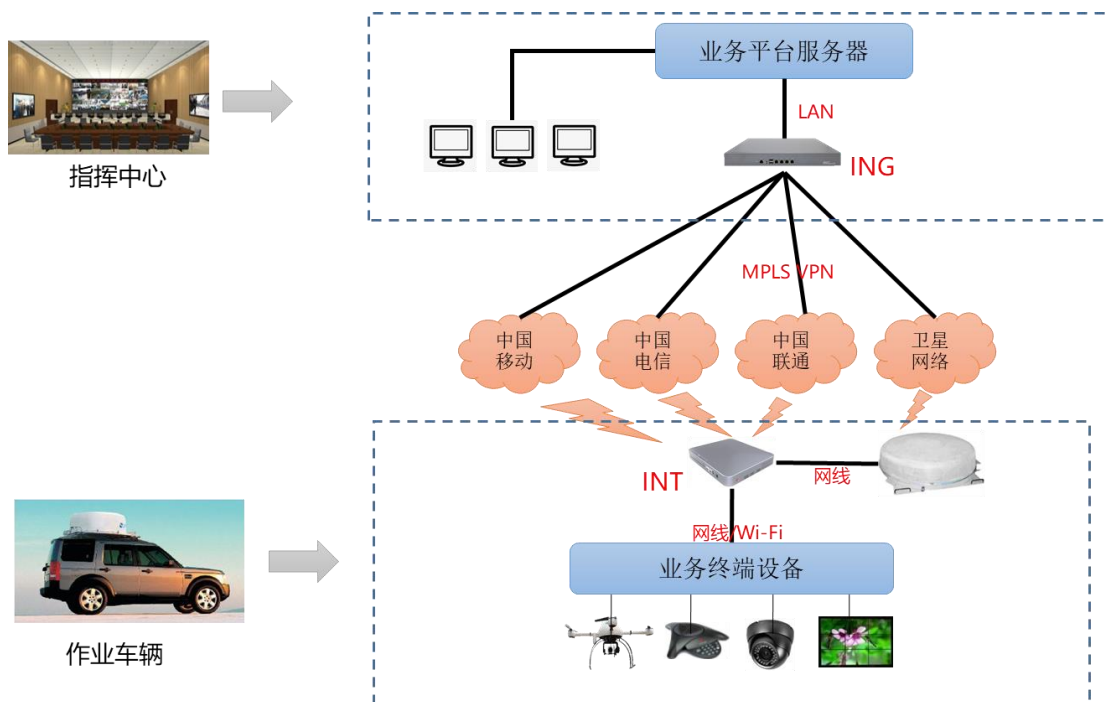 业务平台服务器
LAN
ING
指挥中心
MPLS VPN
中国
移动
中国
电信
中国
联通
卫星
网络
INT
网线
网线/Wi-Fi
业务终端设备
作业车辆